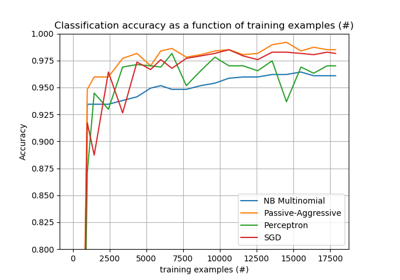 Classification accuracy as a function of training examples (#)
1.000
0.975
0.950
0.925
0.900
0.875
0.850
0.825
0.800
Accuracy
NB Multinomial
Passive-Aggressive
Perceptron
SGD
0 2500 5000 7500 10000 12500 15000 17500
training examples (#)